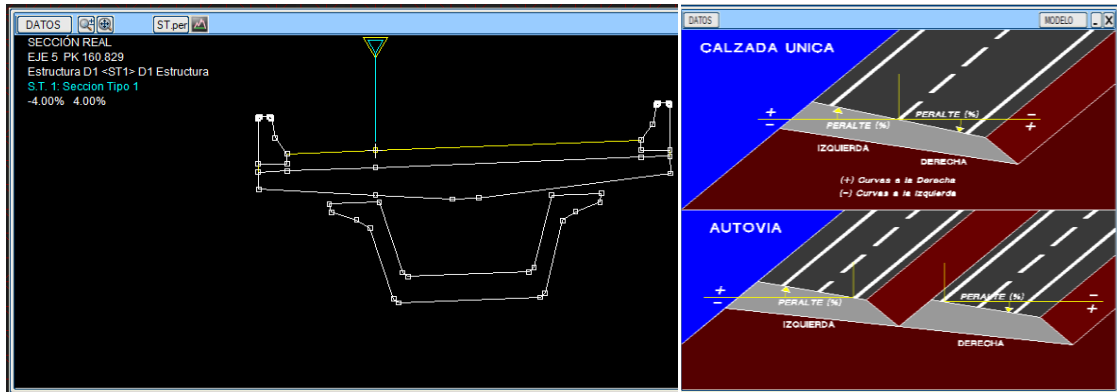 DATOS
ST.per
SECCIÓN REAL
EJE 5 PK 160.829
Estructura D1 <ST1> D1 Estructura
S.T. 1: Seccion Tipo 1
-4.00% 4.00%
DATOS
MODELO
- X
CALZADA UNICA
+
-
PERALTE (%)
PERALTE (%)
-
+
IZQUIERDA
DERECHA
(+) Curvas a la Derecha
(-) Curvas a la Izquierda
AUTOVIA
+
-
PERALTE (%)
PERALTE (%)
-
+
IZQUIERDA
DERECHA